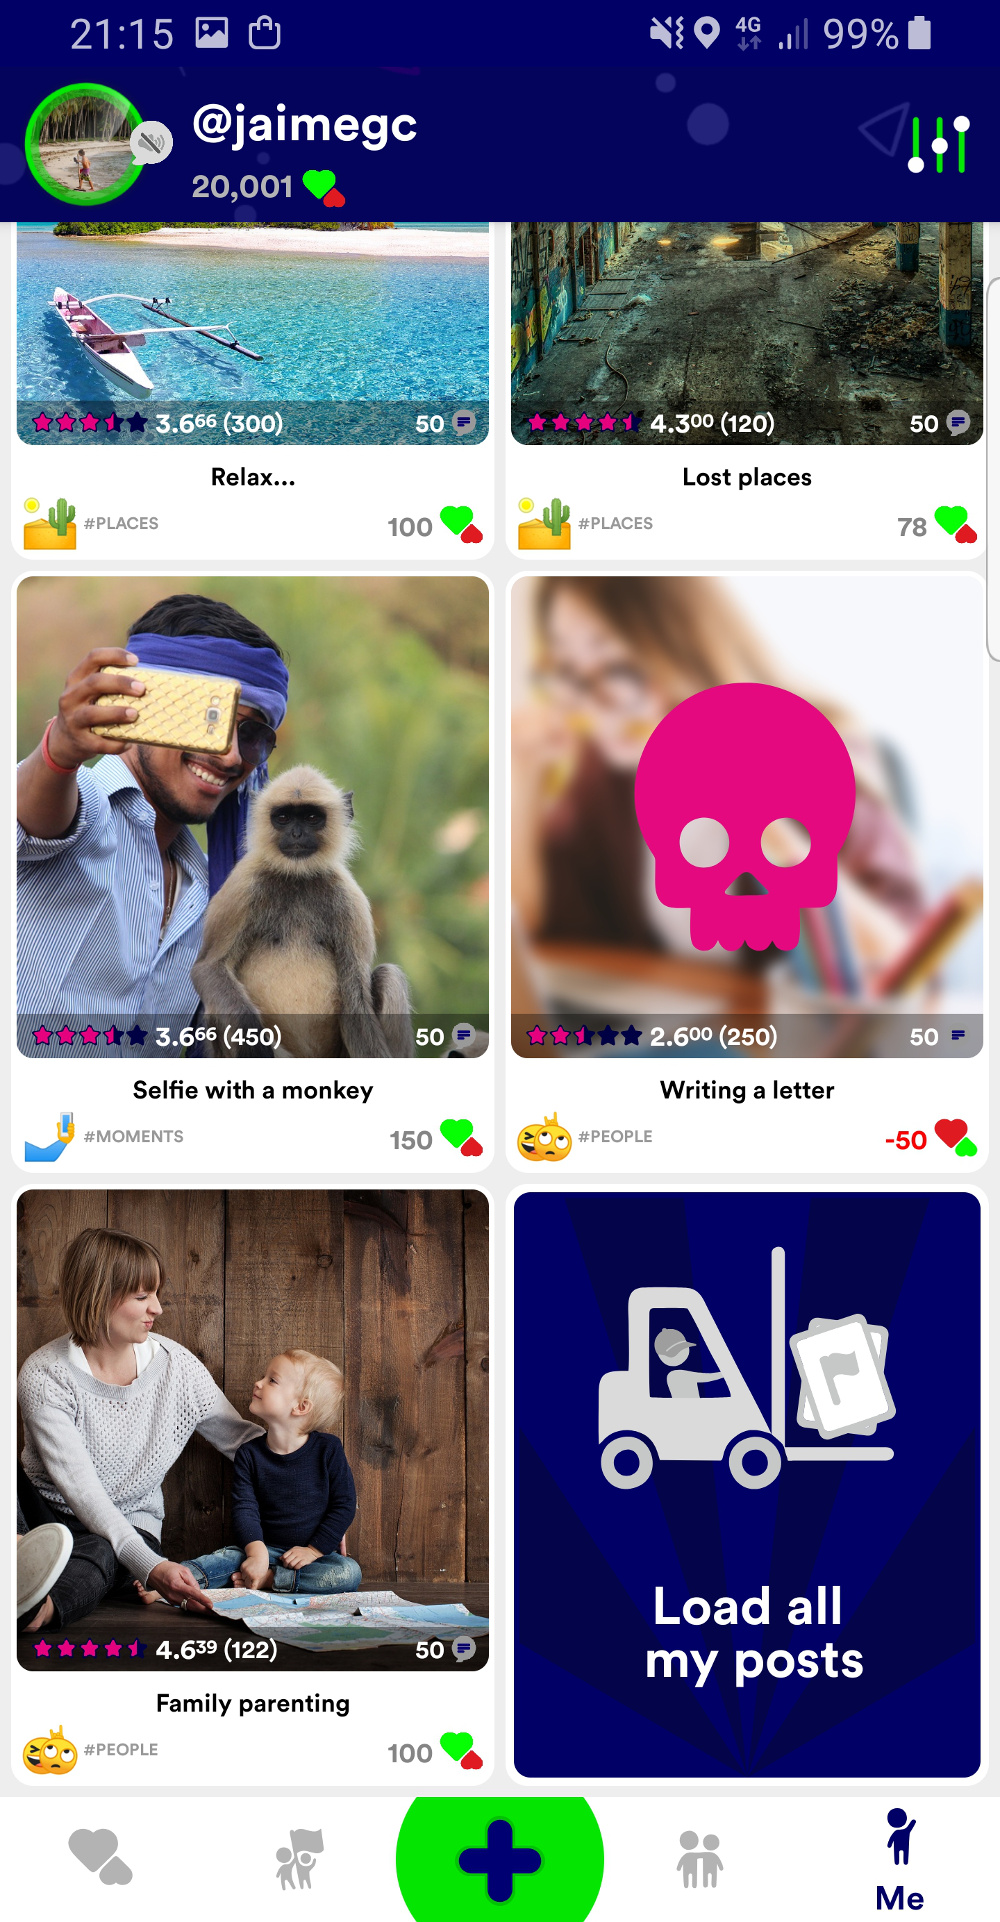 21:15
4G
99%
@jaimegc
20,001
3.6⁶⁶ (300)
50
4.3⁰⁰ (120)
50
Relax...
#PLACES
100
Lost places
#PLACES
78
3.6⁶⁶ (450)
50
2.6⁰⁰ (250)
50
Selfie with a monkey
#MOMENTS
150
Writing a letter
#PEOPLE
-50
4.6³⁹ (122)
50
Family parenting
#PEOPLE
100
Load all
my posts
Me